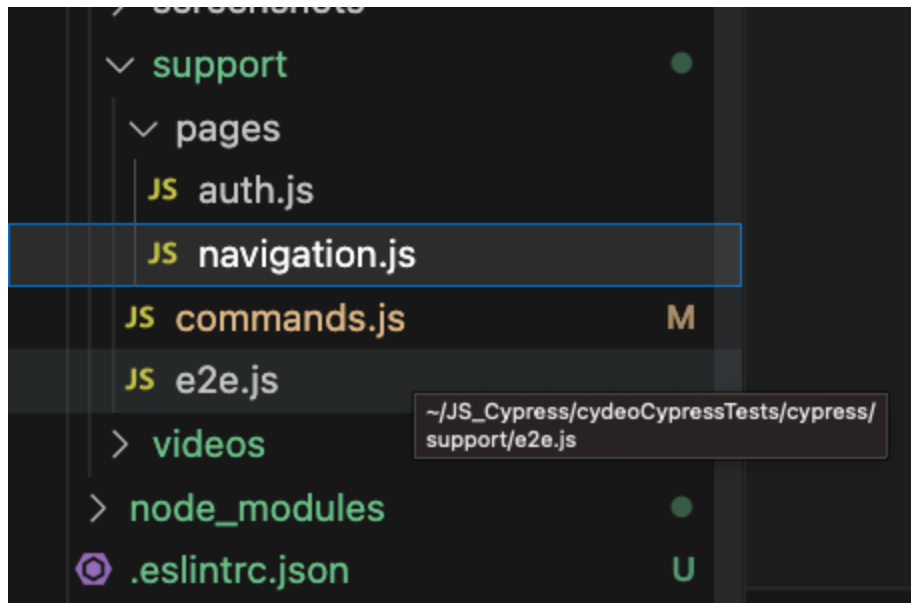 screenshots
support
pages
JS auth.js
JS navigation.js
JS commands.js M
JS e2e.js
~/JS_Cypress/cydeoCypressTests/cypress/
support/e2e.js
videos
node_modules
.eslintrc.json U